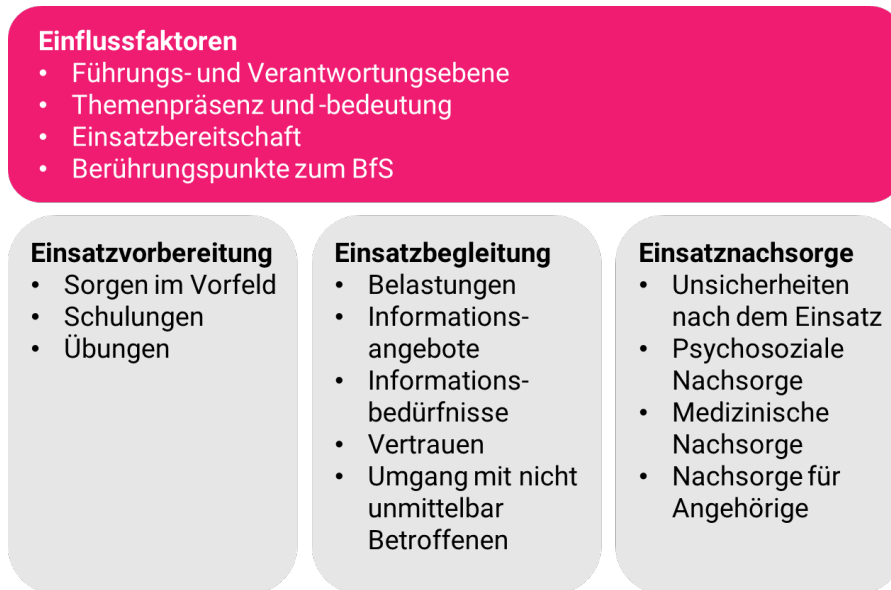 Einflussfaktoren
• Führungs- und Verantwortungsebene
• Themenpräsenz und -bedeutung
• Einsatzbereitschaft
• Berührungspunkte zum BfS
Einsatzvorbereitung
• Sorgen im Vorfeld
• Schulungen
• Übungen
Einsatzbegleitung
• Belastungen
• Informations-
angebote
• Informations-
bedürfnisse
• Vertrauen
• Umgang mit nicht
unmittelbar
Betroffenen
Einsatznachsorge
• Unsicherheiten
nach dem Einsatz
• Psychosoziale
Nachsorge
• Medizinische
Nachsorge
• Nachsorge für
Angehörige